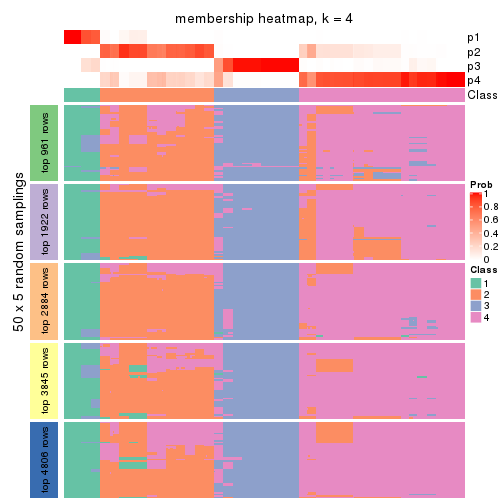 membership heatmap, k = 4
p1
p2
p3
p4
Class
50 x 5 random samplings
top 961 rows
top 1922 rows
top 2884 rows
top 3845 rows
top 4806 rows
Prob
1
0.8
0.6
0.4
0.2
0
Class
1
2
3
4